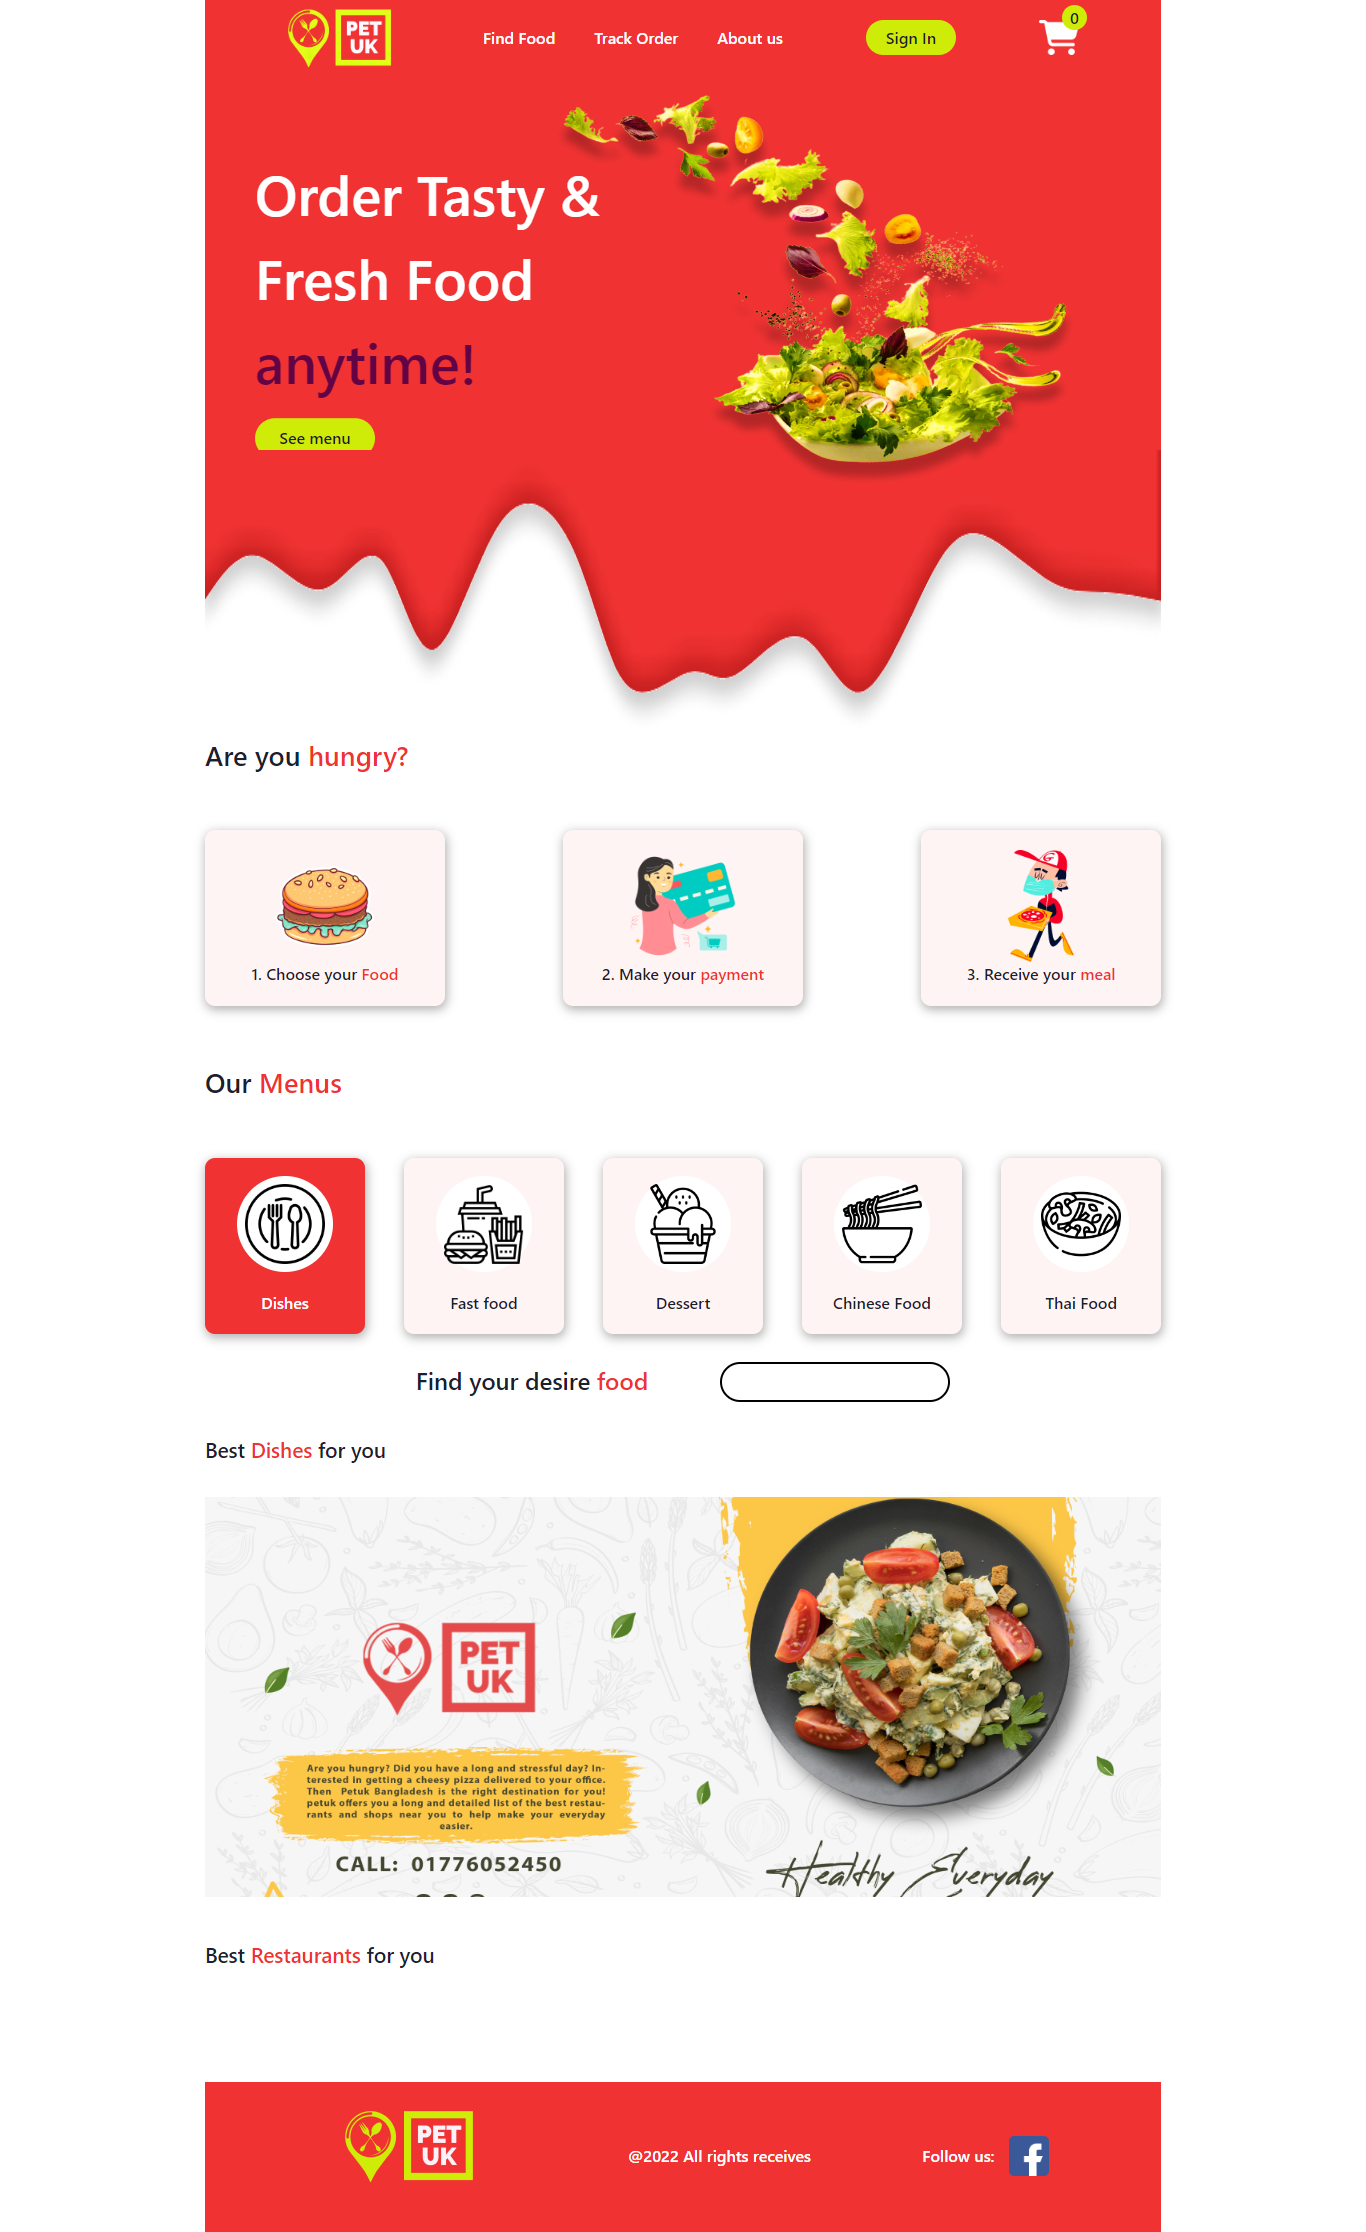 PET
UK
Find Food
Track Order
About us
Sign In
0
Order Tasty &
Fresh Food
anytime!
See menu
Are you hungry?
1. Choose your Food
2. Make your payment
3. Receive your meal
Our Menus
Dishes
Fast food
Dessert
Chinese Food
Thai Food
Find your desire food
Best Dishes for you
PET
UK
Are you hungry? Did you have a long and stressful day? In-
terested in getting a cheesy pizza delivered to your office.
Then Petuk Bangladesh is the right destination for you!
petuk offers you a long and detailed list of the best restau-
rants and shops near you to help make your everyday
easier.
CALL: 01776052450
Healthy Everyday
Best Restaurants for you
PET
UK
@2022 All rights receives
Follow us: